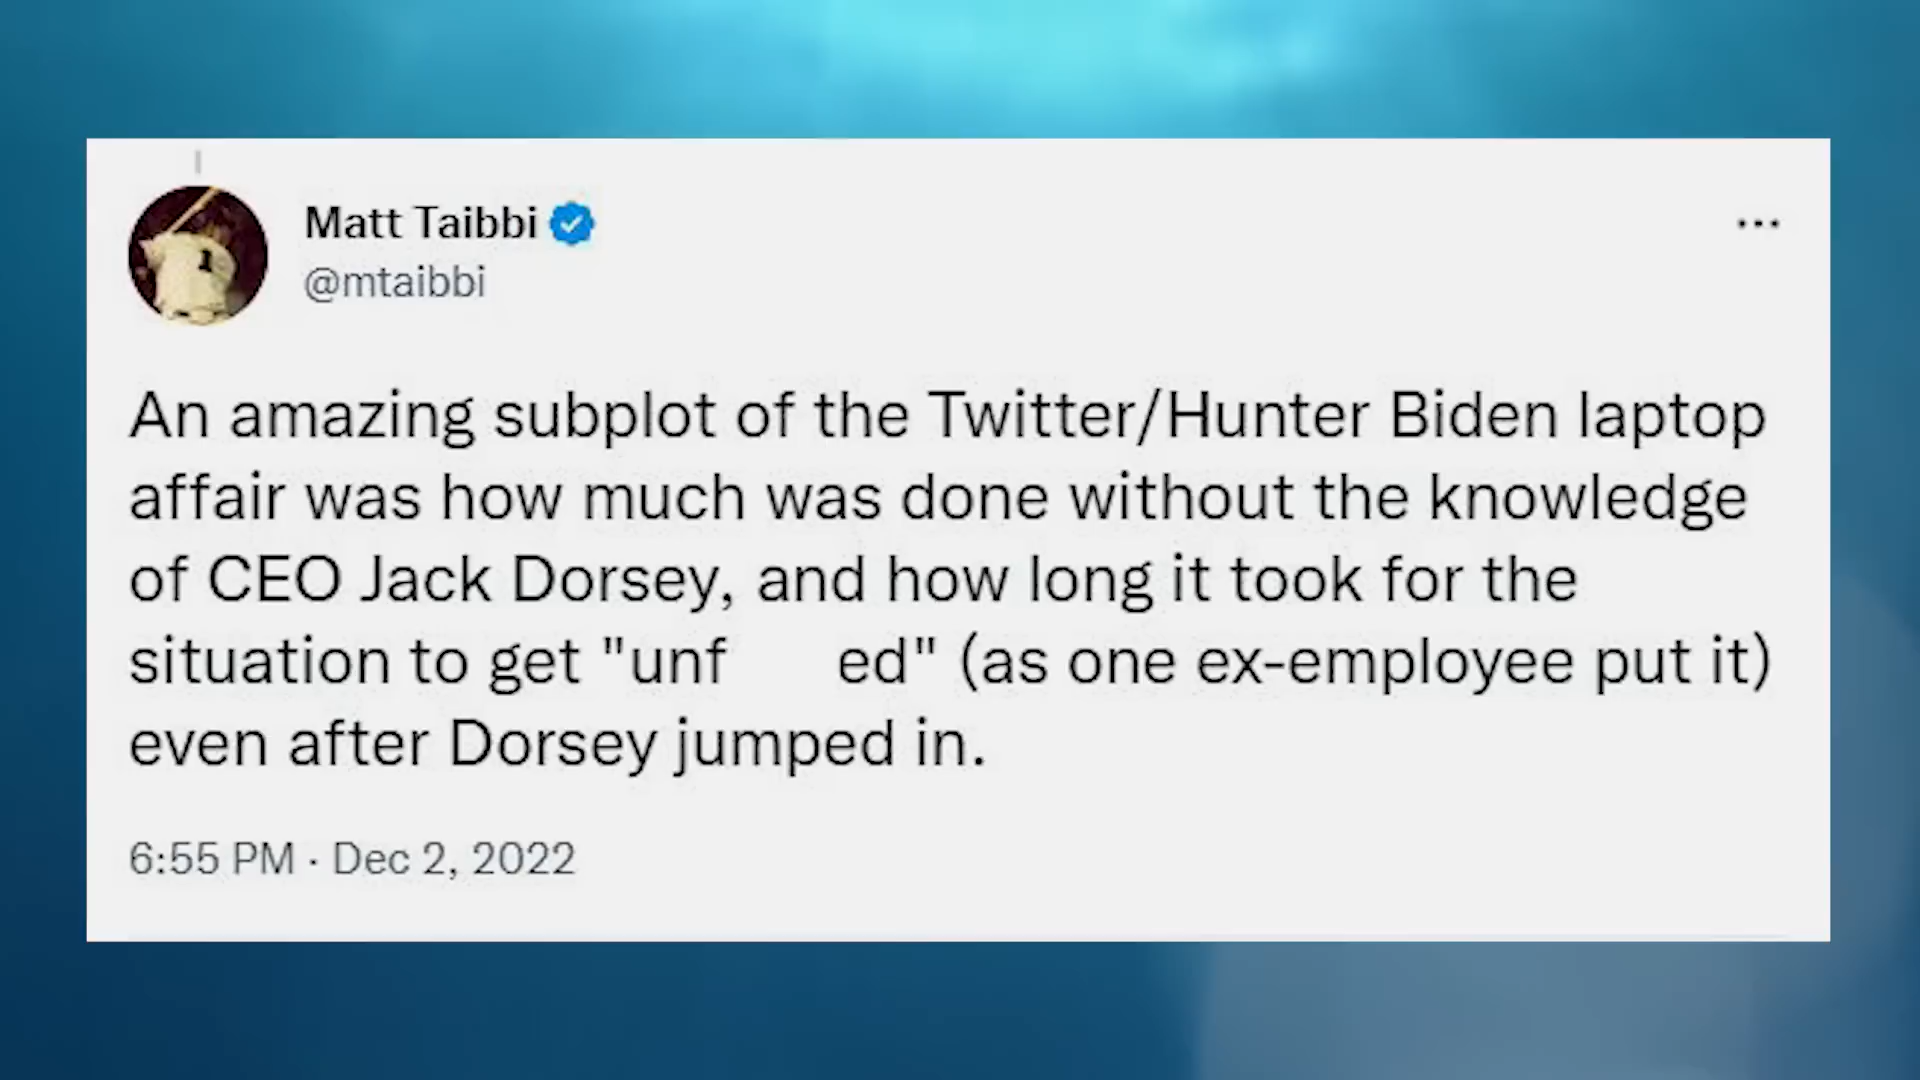 Matt Taibbi
@mtaibbi
An amazing subplot of the Twitter/Hunter Biden laptop
affair was how much was done without the knowledge
of CEO Jack Dorsey, and how long it took for the
situation to get "unf ed" (as one ex-employee put it)
even after Dorsey jumped in.
6:55 PM · Dec 2, 2022